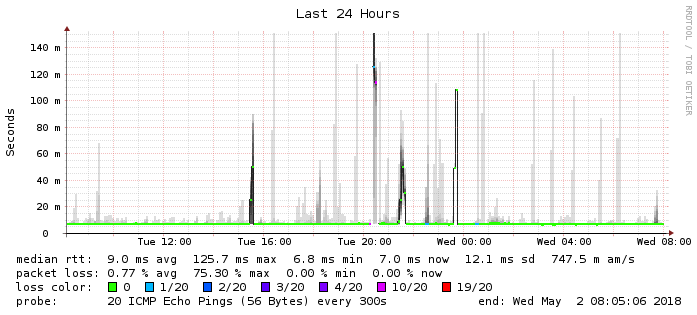 Last 24 Hours
RRDTOOL / TOBI OETIKER
Seconds
140 m
120 m
100 m
80 m
60 m
40 m
20 m
0
Tue 12:00 Tue 16:00 Tue 20:00 Wed 00:00 Wed 04:00 Wed 08:00
median rtt: 9.0 ms avg 125.7 ms max 6.8 ms min 7.0 ms now 12.1 ms sd 747.5 m am/s
packet loss: 0.77 % avg 75.30 % max 0.00 % min 0.00 % now
loss color: 0 1/20 2/20 3/20 4/20 10/20 19/20
probe: 20 ICMP Echo Pings (56 Bytes) every 300s end: Wed May 2 08:05:06 2018